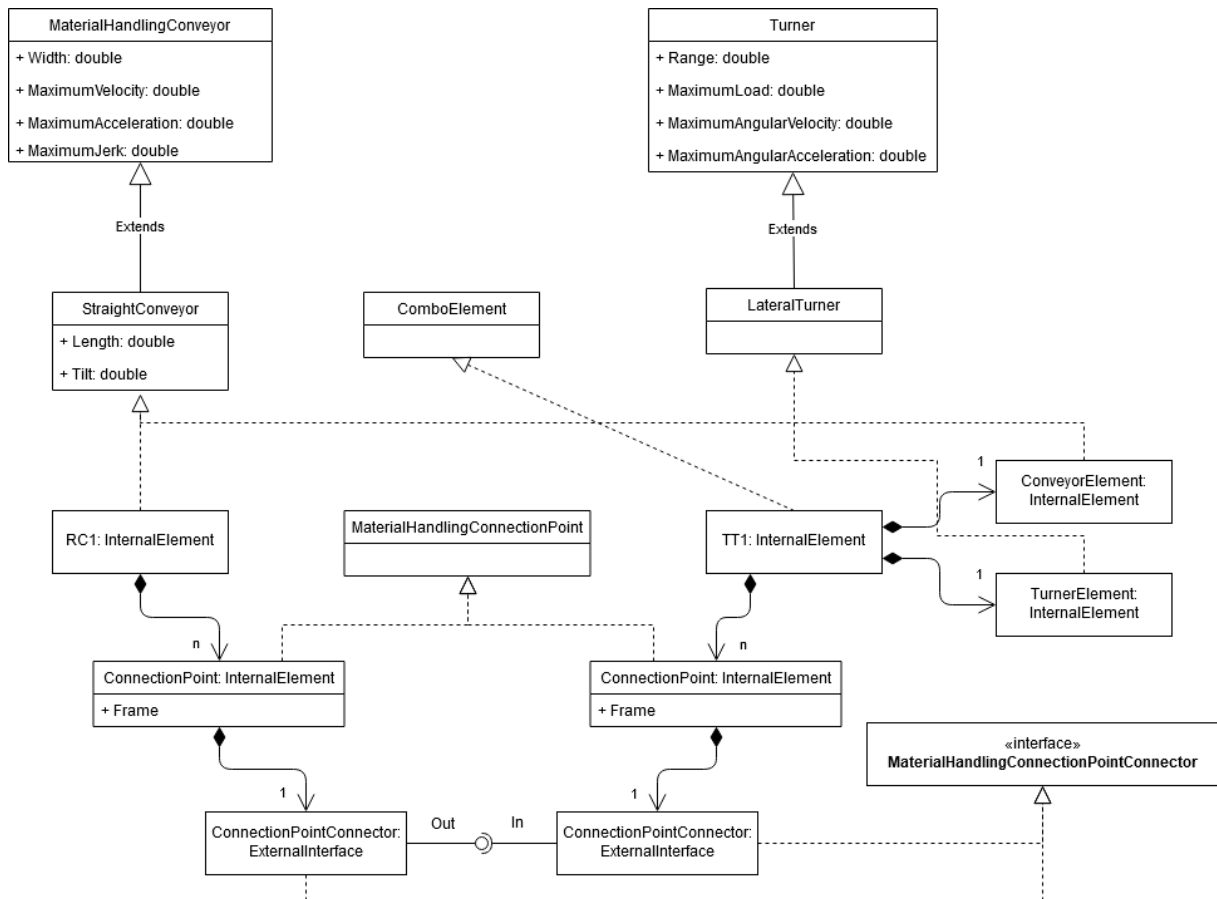 MaterialHandlingConveyor
+ Width: double
+ MaximumVelocity: double
+ MaximumAcceleration: double
+ MaximumJerk: double
Turner
+ Range: double
+ MaximumLoad: double
+ MaximumAngularVelocity: double
+ MaximumAngularAcceleration: double
Extends
Extends
StraightConveyor
+ Length: double
+ Tilt: double
ComboElement
LateralTurner
RC1: InternalElement
MaterialHandlingConnectionPoint
TT1: InternalElement
1
ConveyorElement:
InternalElement
1
TurnerElement:
InternalElement
n
n
ConnectionPoint: InternalElement
+ Frame
ConnectionPoint: InternalElement
+ Frame
«interface»
MaterialHandlingConnectionPointConnector
1
1
ConnectionPointConnector:
ExternalInterface
Out
In
ConnectionPointConnector:
ExternalInterface